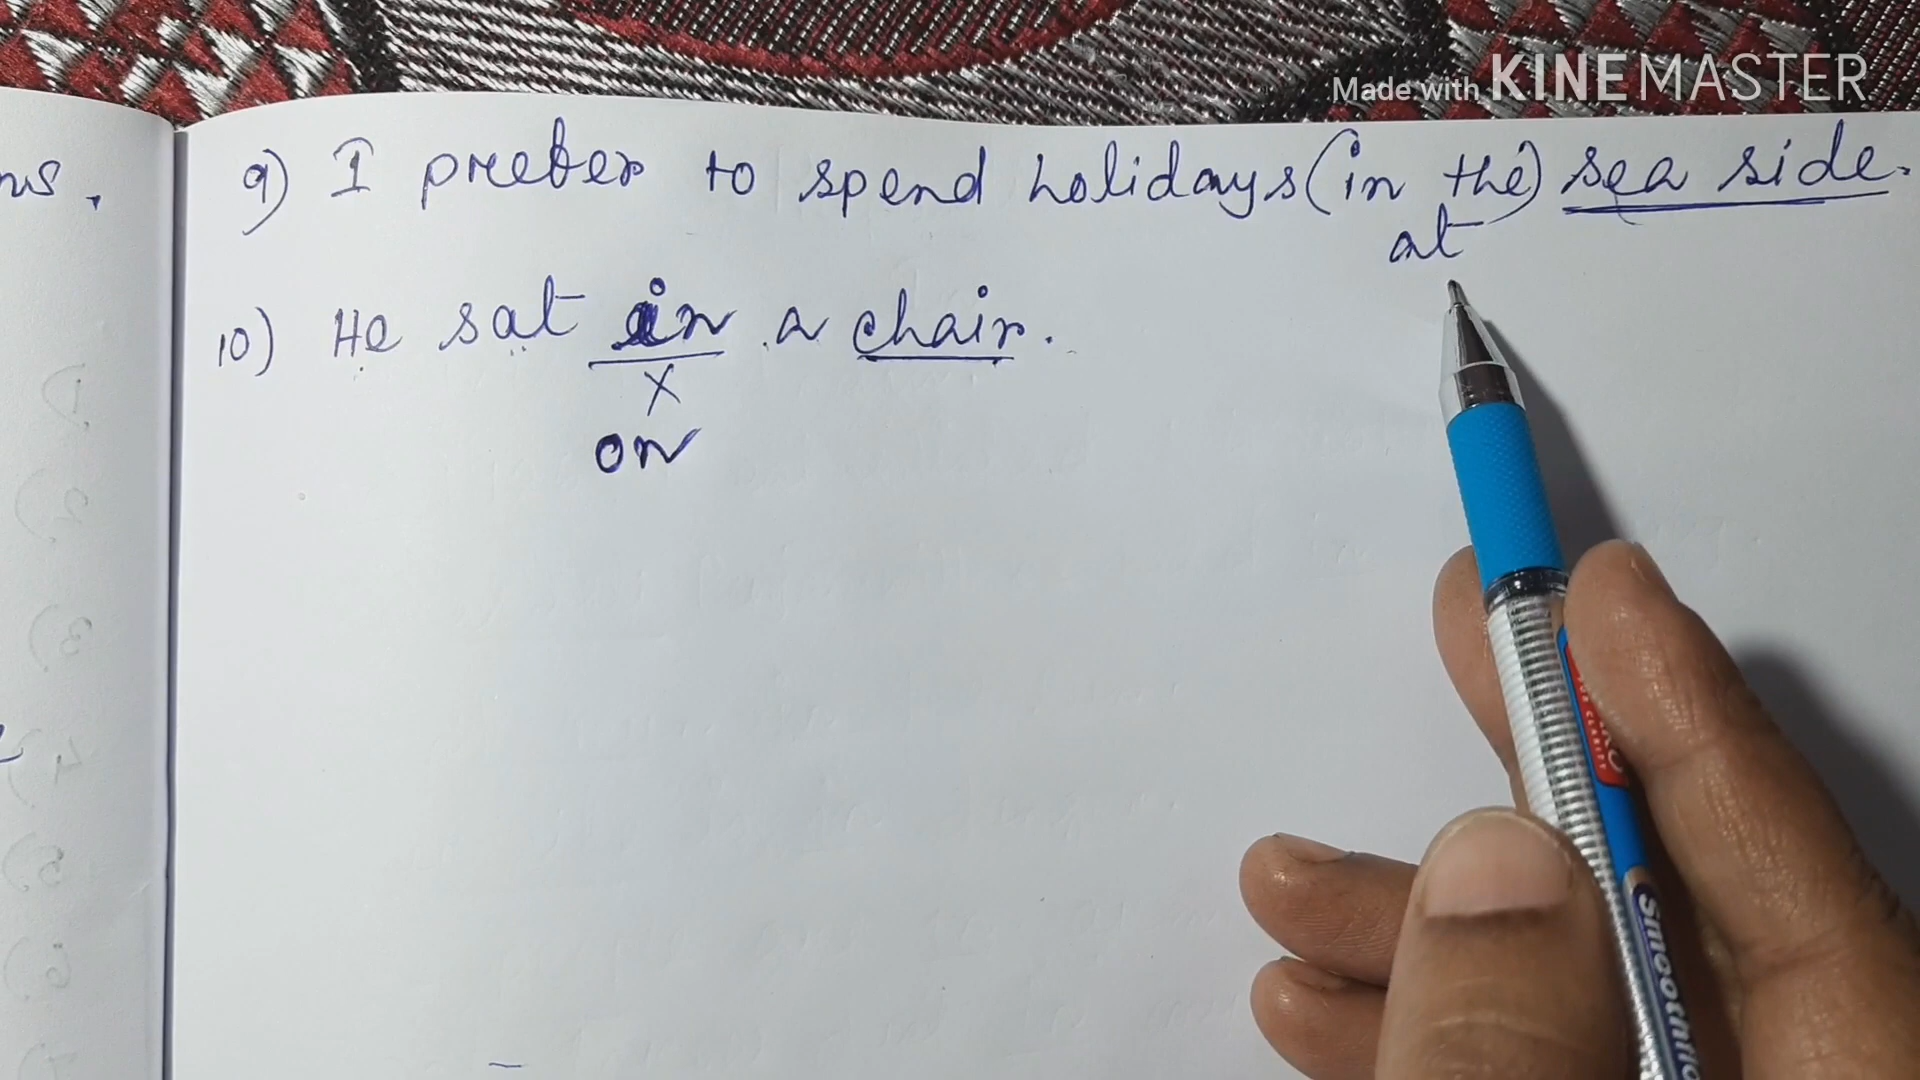 Made with KINEMASTER
ns.
9) I prefer to spend holidays (in the) sea side.
at
10) He sat in a chair.
X
on
Smooth